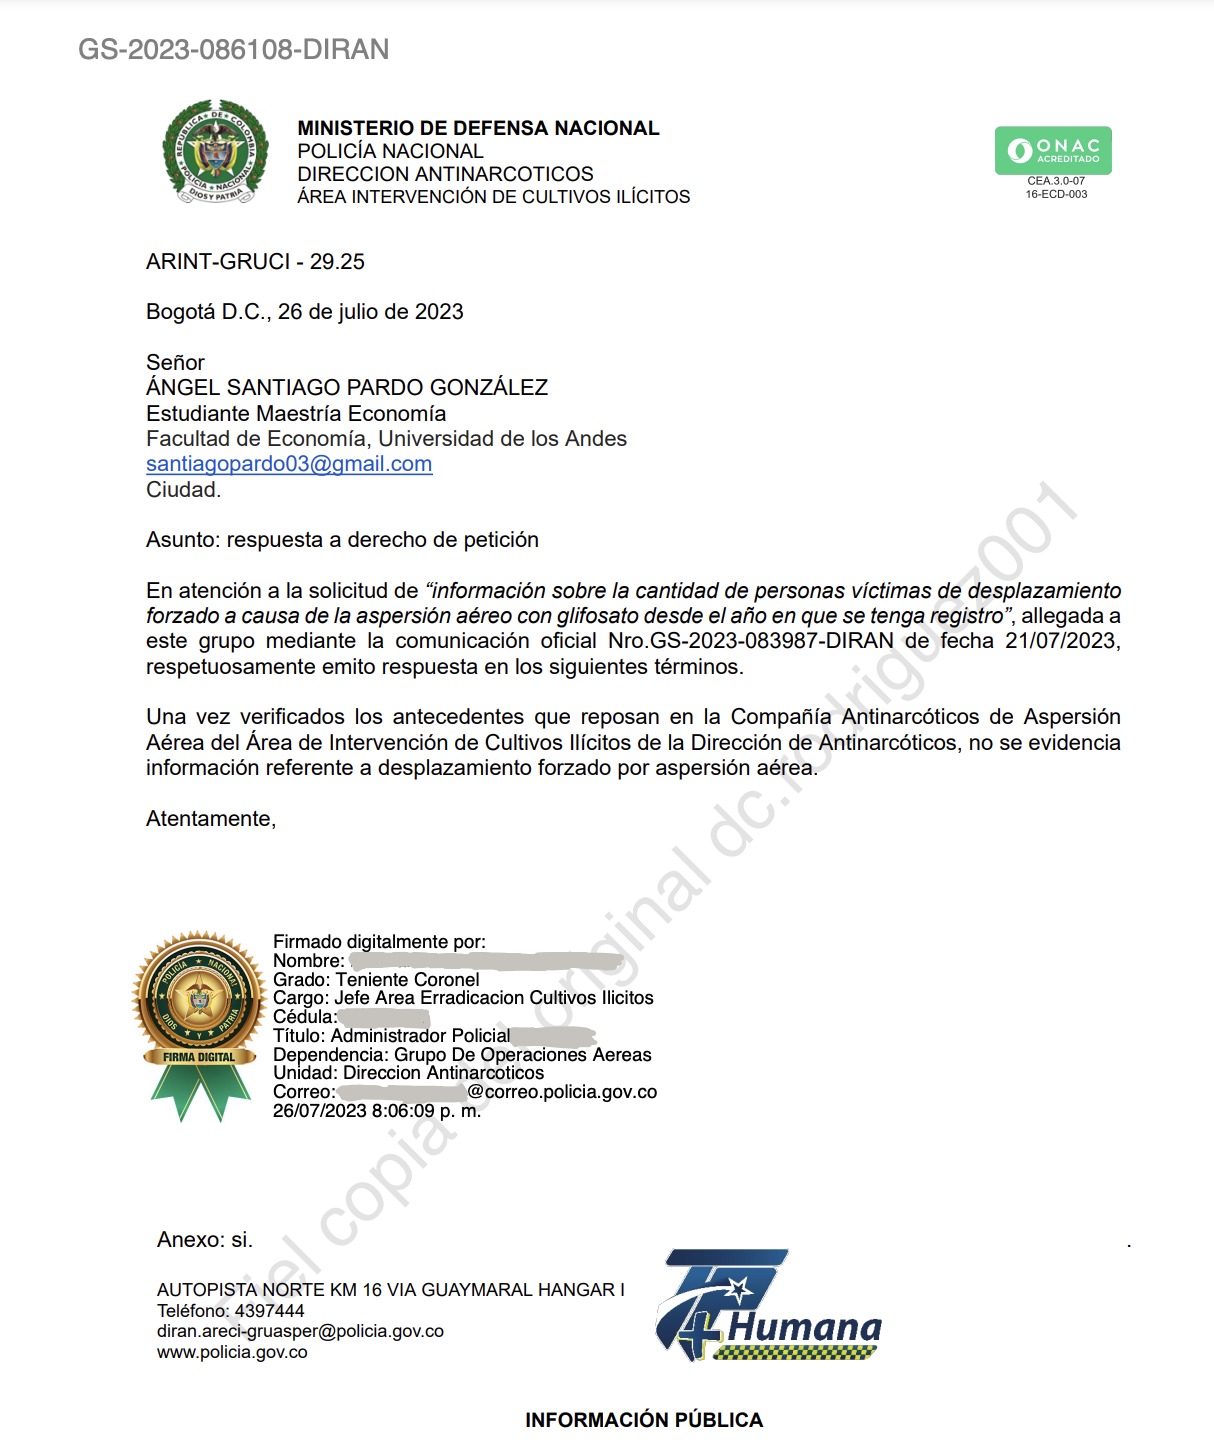 GS-2023-086108-DIRAN
REPUBLICA DE COLOMBIA
POLICIA NACIONAL
DIOS Y PATRIA
MINISTERIO DE DEFENSA NACIONAL
POLICÍA NACIONAL
DIRECCION ANTINARCOTICOS
ÁREA INTERVENCIÓN DE CULTIVOS ILÍCITOS
ONAC
ACREDITADO
CEA.3.0-07
16-ECD-003
ARINT-GRUCI - 29.25
Bogotá D.C., 26 de julio de 2023
Señor
ÁNGEL SANTIAGO PARDO GONZÁLEZ
Estudiante Maestría Economía
Facultad de Economía, Universidad de los Andes
santiagopardo03@gmail.com
Ciudad.
Asunto: respuesta a derecho de petición
En atención a la solicitud de “información sobre la cantidad de personas víctimas de desplazamiento
forzado a causa de la aspersión aéreo con glifosato desde el año en que se tenga registro”, allegada a
este grupo mediante la comunicación oficial Nro.GS-2023-083987-DIRAN de fecha 21/07/2023,
respetuosamente emito respuesta en los siguientes términos.
Una vez verificados los antecedentes que reposan en la Compañía Antinarcóticos de Aspersión
Aérea del Área de Intervención de Cultivos Ilícitos de la Dirección de Antinarcóticos, no se evidencia
información referente a desplazamiento forzado por aspersión aérea.
Atentamente,
POLICIA NACIONAL
DIOS Y PATRIA
FIRMA DIGITAL
Firmado digitalmente por:
Nombre:
Grado: Teniente Coronel
Cargo: Jefe Area Erradicacion Cultivos Ilicitos
Cédula:
Título: Administrador Policial
Dependencia: Grupo De Operaciones Aereas
Unidad: Direccion Antinarcoticos
Correo: @correo.policia.gov.co
26/07/2023 8:06:09 p. m.
Fiel copia del original dc.rodriguez001
Anexo: si.
.
AUTOPISTA NORTE KM 16 VIA GUAYMARAL HANGAR I
Teléfono: 4397444
diran.areci-gruasper@policia.gov.co
www.policia.gov.co
+Humana
INFORMACIÓN PÚBLICA